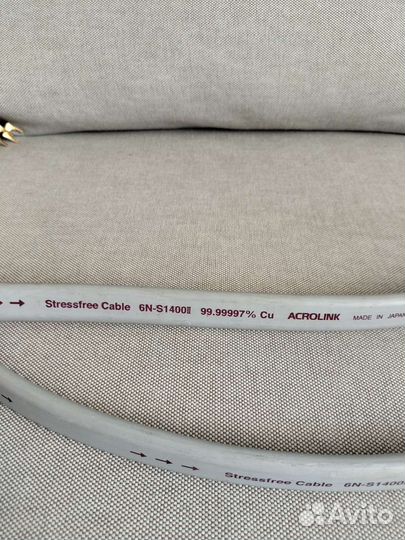 → → Stressfree Cable 6N-S1400Ⅱ 99.99997% Cu ACROLINK MADE IN JAPAN
→ → → Stressfree Cable 6N-S1400
Avito